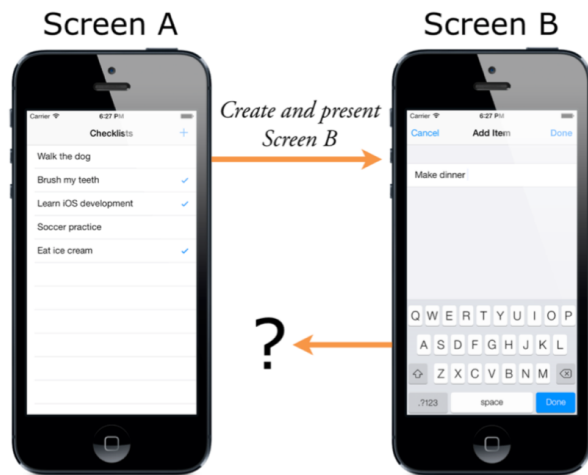 Screen A
Screen B
Carrier 6:27 PM
Checklists +
Walk the dog
Brush my teeth
Learn iOS development
Soccer practice
Eat ice cream
Create and present
Screen B
?
Carrier 6:27 PM
Cancel Add Item Done
Make dinner
Q W E R T Y U I O P
A S D F G H J K L
Z X C V B N M
.?123 space Done